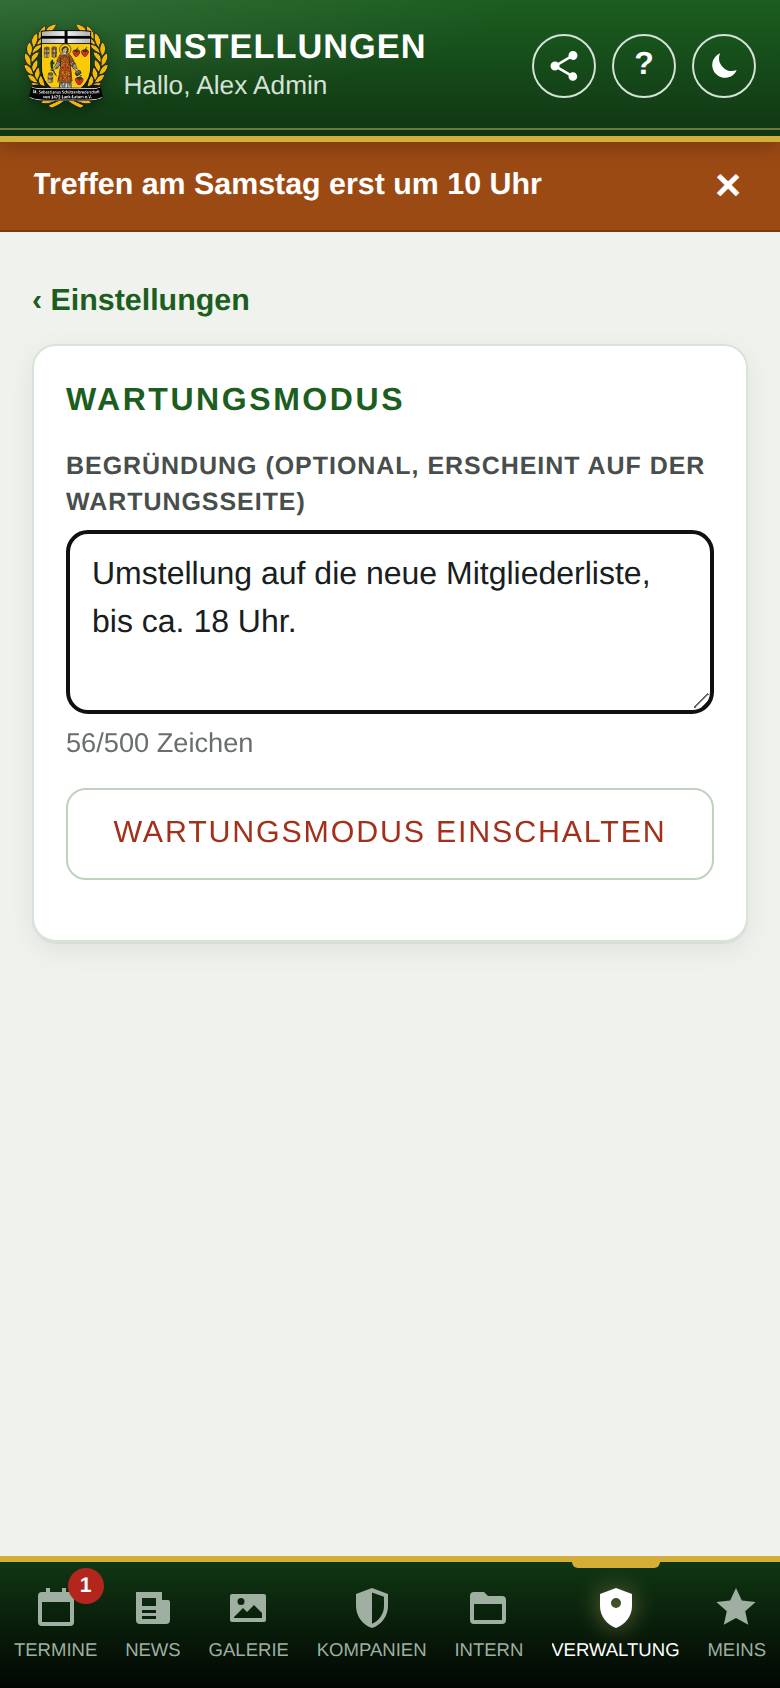 EINSTELLUNGEN
Hallo, Alex Admin
?
Treffen am Samstag erst um 10 Uhr
×
‹ Einstellungen
WARTUNGSMODUS
BEGRÜNDUNG (OPTIONAL, ERSCHEINT AUF DER
WARTUNGSSEITE)
Umstellung auf die neue Mitgliederliste,
bis ca. 18 Uhr.
56/500 Zeichen
WARTUNGSMODUS EINSCHALTEN
1
TERMINE NEWS GALERIE KOMPANIEN INTERN VERWALTUNG MEINS